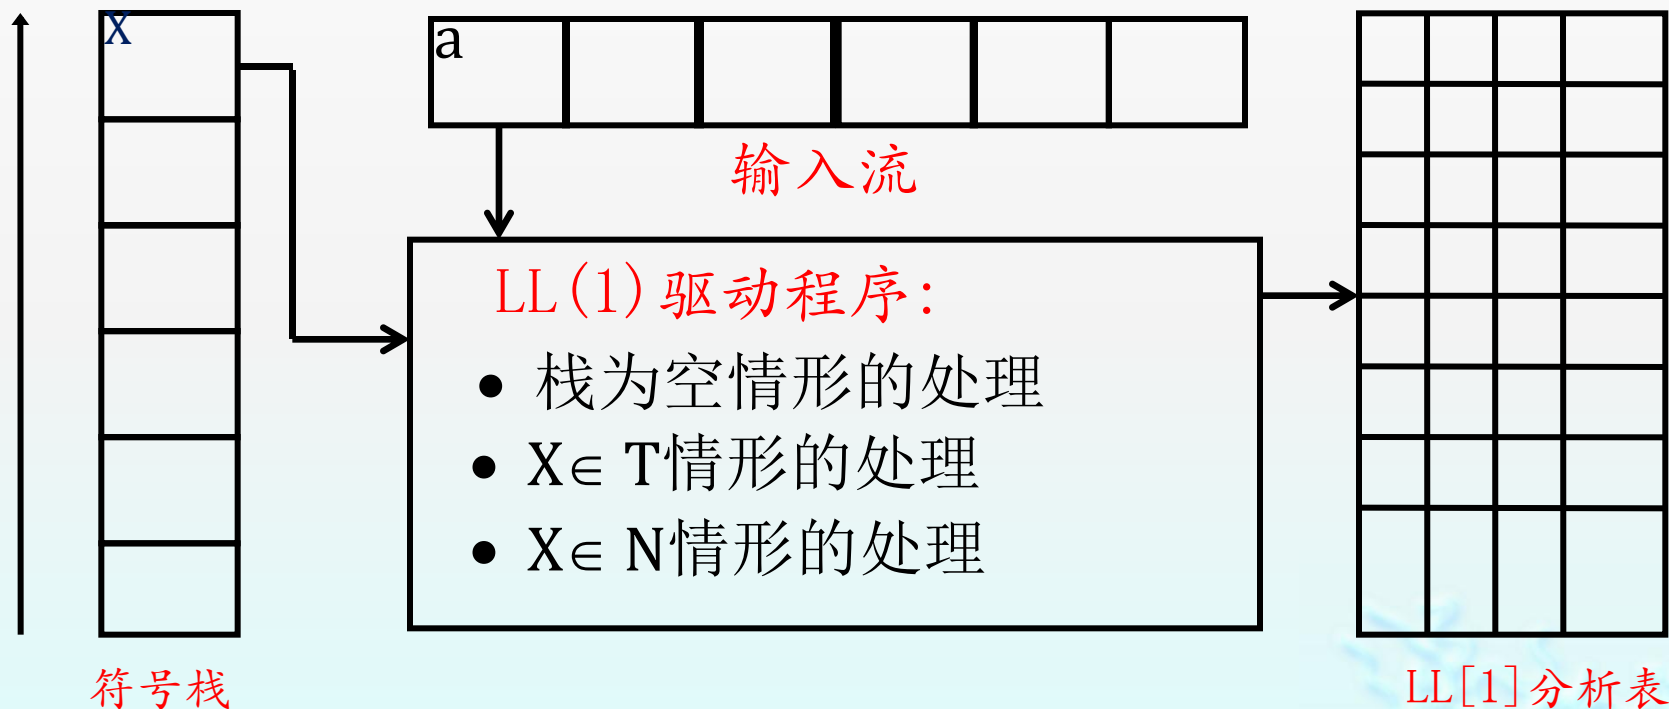 X
a
输入流
LL(1)驱动程序:
● 栈为空情形的处理
● X∈ T情形的处理
● X∈ N情形的处理
符号栈
LL[1]分析表